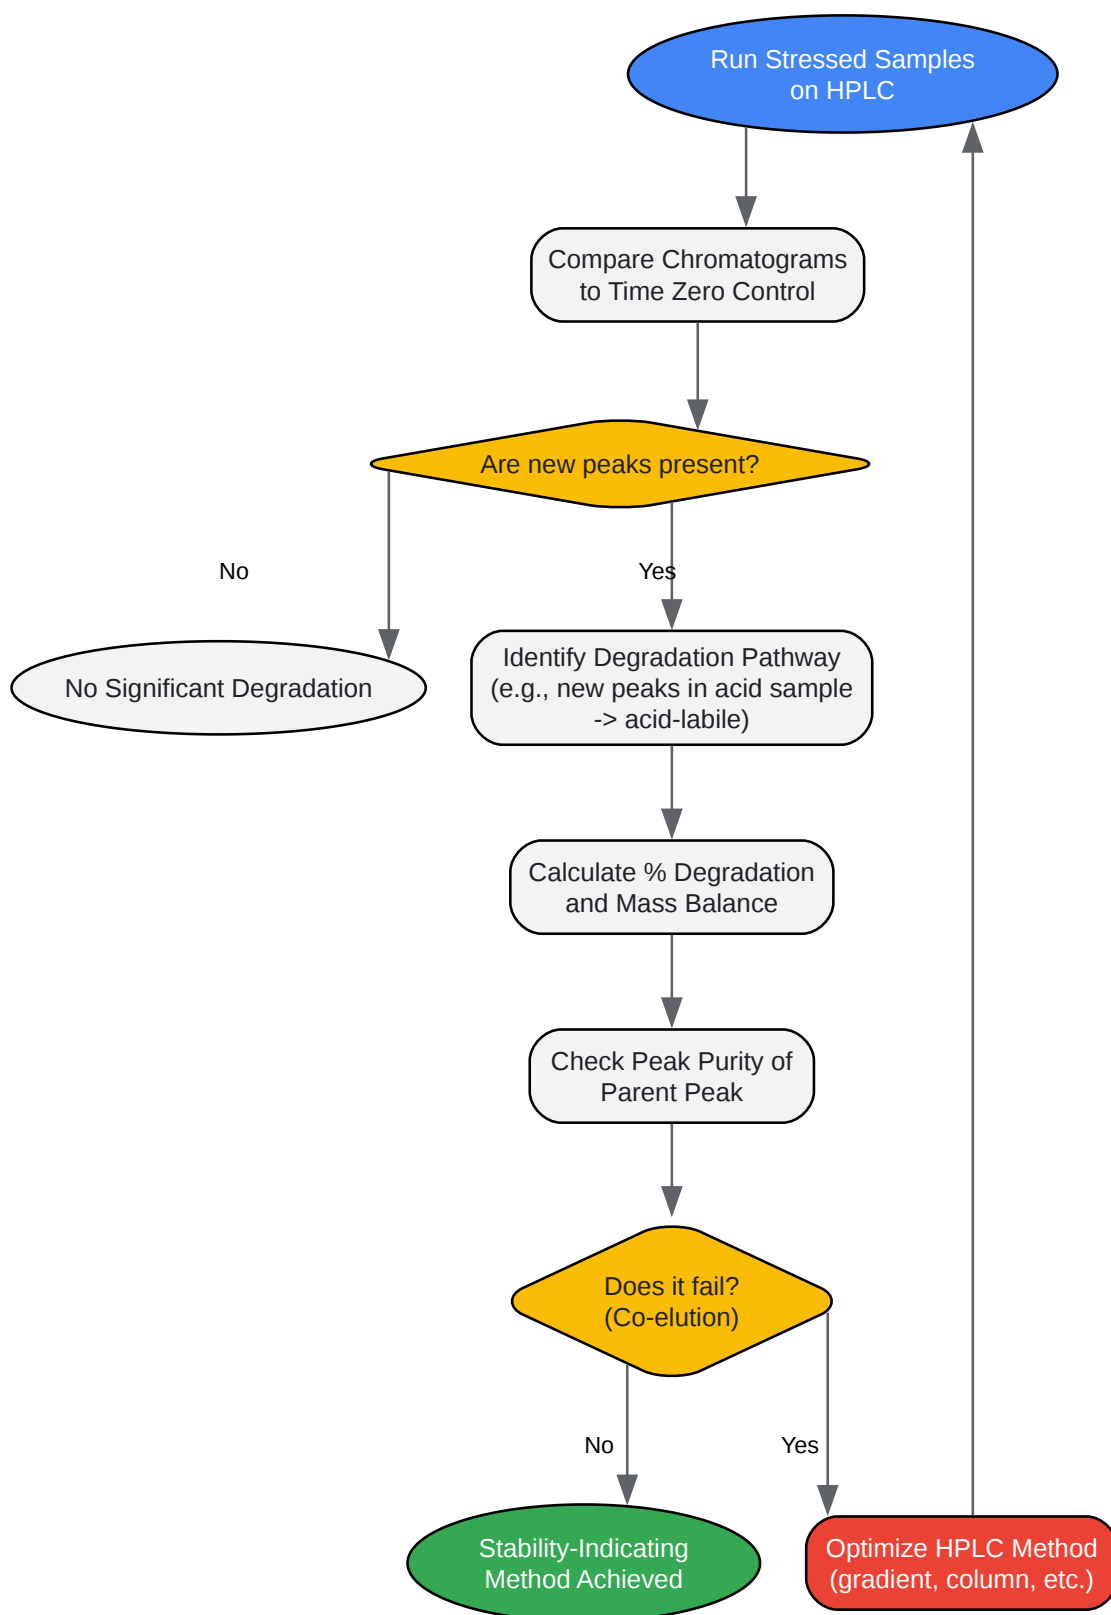 Run Stressed Samples
on HPLC
Compare Chromatograms
to Time Zero Control
Are new peaks present?
No
Yes
No Significant Degradation
Identify Degradation Pathway
(e.g., new peaks in acid sample
-> acid-labile)
Calculate % Degradation
and Mass Balance
Check Peak Purity of
Parent Peak
Does it fail?
(Co-elution)
No
Yes
Stability-Indicating
Method Achieved
Optimize HPLC Method
(gradient, column, etc.)